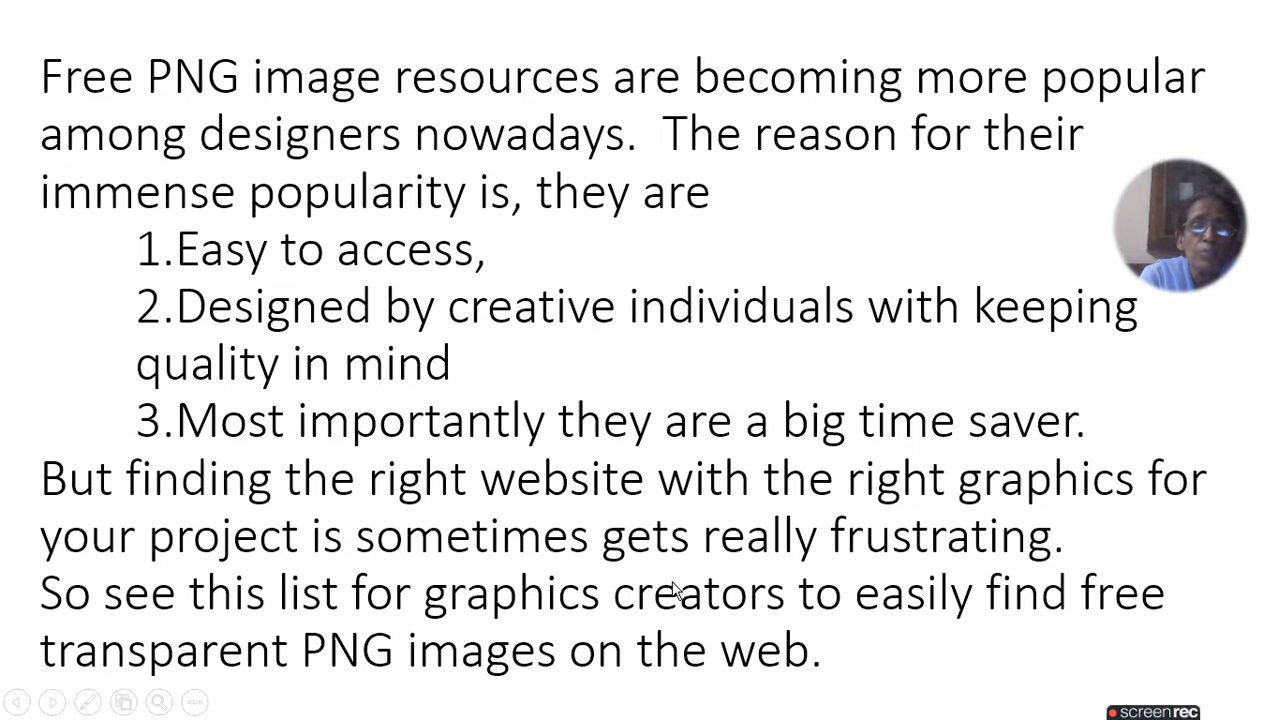 Free PNG image resources are becoming more popular
among designers nowadays.  The reason for their
immense popularity is, they are
1.Easy to access,
2.Designed by creative individuals with keeping
quality in mind
3.Most importantly they are a big time saver.
But finding the right website with the right graphics for
your project is sometimes gets really frustrating.
So see this list for graphics creators to easily find free
transparent PNG images on the web.
screenrec